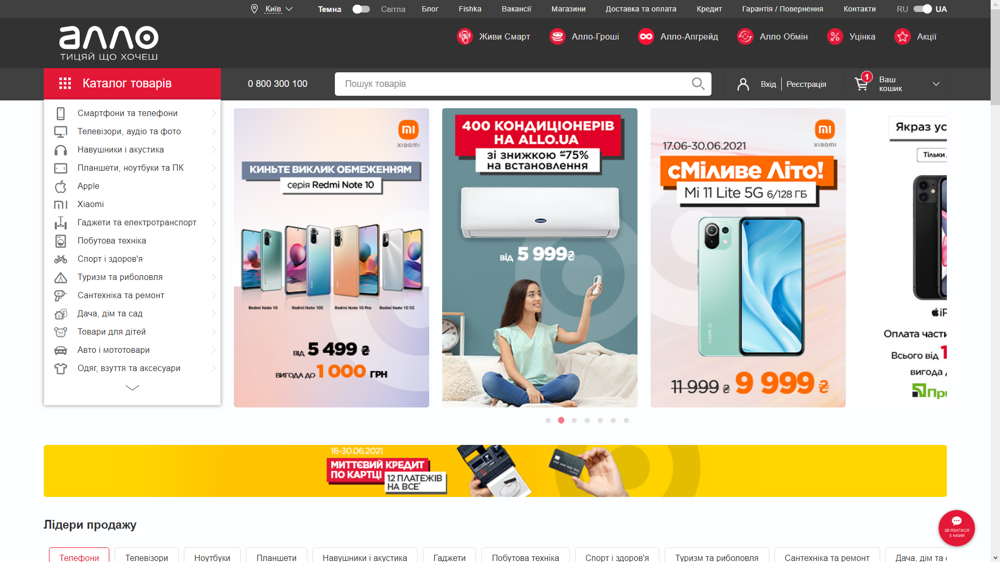 Київ
Темна
Світла
Блог
Fishka
Вакансії
Магазини
Доставка та оплата
Кредит
Гарантія / Повернення
Контакти
RU
UA
алло
ТИЦЯЙ ЩО ХОЧЕШ
Живи Смарт
Алло-Гроші
Алло-Апгрейд
Алло Обмін
Уцінка
Акції
Каталог товарів
0 800 300 100
Пошук товарів
Вхід
Реєстрація
1
Ваш
кошик
Смартфони та телефони
Телевізори, аудіо та фото
Навушники і акустика
Планшети, ноутбуки та ПК
Apple
Xiaomi
Гаджети та електротранспорт
Побутова техніка
Спорт і здоров'я
Туризм та риболовля
Сантехніка та ремонт
Дача, дім та сад
Товари для дітей
Авто і мототовари
Одяг, взуття та аксесуари
mi
xiaomi
КИНЬТЕ ВИКЛИК ОБМЕЖЕННЯМ
серія Redmi Note 10
Redmi Note 10
Redmi Note 10S
Redmi Note 10 Pro
Redmi Note 10 5G
від 5 499 ₴
ВИГОДА ДО 1 000 ГРН
400 КОНДИЦІОНЕРІВ
НА ALLO.UA
зі знижкою до -75%
на встановлення
від 5 999₴
mi
xiaomi
17.06-30.06.2021
сМіливе Літо!
Mi 11 Lite 5G 6/128 ГБ
11 999 ₴ 9 999 ₴
Якраз ус
Тільки
iP
Оплата части
Всього від 1
вигода
При
16-30.06.2021
МИТТЄВИЙ КРЕДИТ
ПО КАРТЦІ
12 ПЛАТЕЖІВ
НА ВСЕ*
Лідери продажу
ЗВ'ЯЗАТИСЯ
З НАМИ
Телефони
Телевізори
Ноутбуки
Планшети
Навушники і акустика
Гаджети
Побутова техніка
Спорт і здоров'я
Туризм та риболовля
Сантехніка та ремонт
Дача, дім та